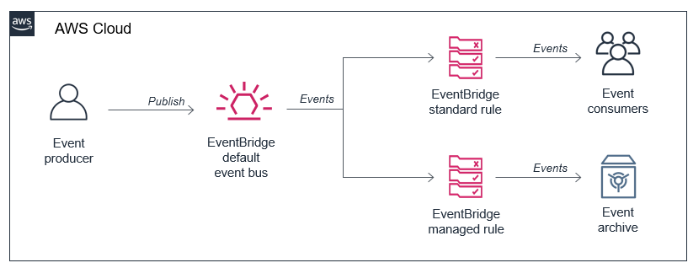 aws
AWS Cloud
Event
producer
Publish
EventBridge
default
event bus
Events
EventBridge
standard rule
Events
Event
consumers
EventBridge
managed rule
Events
Event
archive